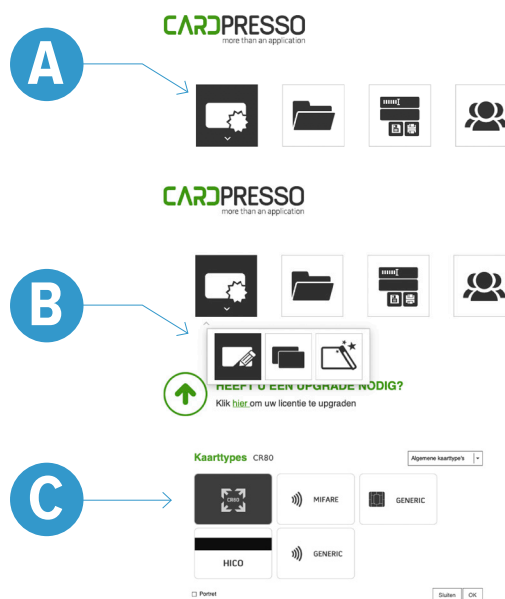 CARDPRESSO
more than an application
A
CARDPRESSO
more than an application
B
HEEFT U EEN UPGRADE NODIG?
Klik hier om uw licentie te upgraden
C
Kaarttypes CR80
Algemene kaarttype's
CR80
MIFARE
GENERIC
HICO
GENERIC
Portret
Sluiten OK